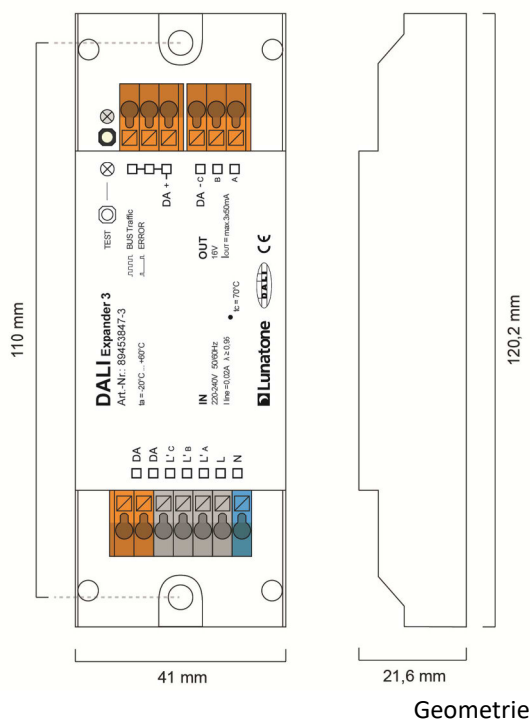 TEST
BUS Traffic
ERROR
DA +
DA - C
B
A
OUT
16V
IOUT = max.3x50mA
DALI Expander 3
Art.-Nr.: 89453847-3
ta = -20°C ... +60°C
IN
220-240V 50/60Hz
I line =0,02A λ ≥ 0.95
tc = 70°C
Lunatone
DALI
CE
DA
DA
L' C
L' B
L' A
L
N
110 mm
120,2 mm
41 mm
21,6 mm
Geometrie